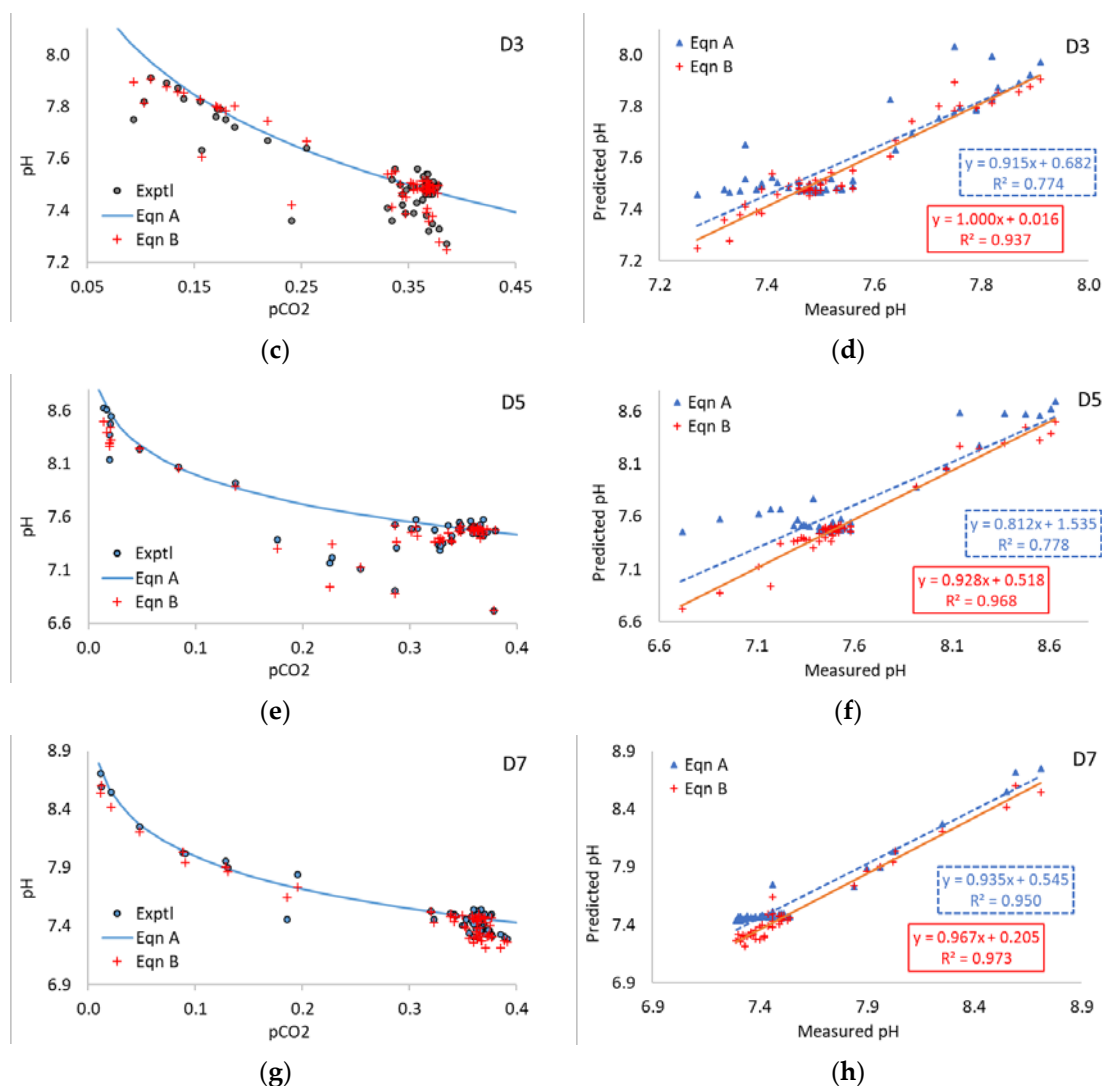 D3
8.0
7.8
7.6
7.4
7.2
pH
Exptl
Eqn A
Eqn B
0.05
0.15
0.25
0.35
0.45
pCO2
(c)
D3
Eqn A
Eqn B
8.0
7.8
7.6
7.4
7.2
Predicted pH
y = 0.915x + 0.682
R² = 0.774
y = 1.000x + 0.016
R² = 0.937
7.2
7.4
7.6
7.8
8.0
Measured pH
(d)
D5
8.6
8.1
7.6
7.1
6.6
pH
Exptl
Eqn A
Eqn B
0.0
0.1
0.2
0.3
0.4
pCO2
(e)
D5
Eqn A
Eqn B
8.6
8.1
7.6
7.1
6.6
Predicted pH
y = 0.812x + 1.535
R² = 0.778
y = 0.928x + 0.518
R² = 0.968
6.6
7.1
7.6
8.1
8.6
Measured pH
(f)
D7
8.9
8.4
7.9
7.4
6.9
pH
Exptl
Eqn A
Eqn B
0.0
0.1
0.2
0.3
0.4
pCO2
(g)
D7
Eqn A
Eqn B
8.9
8.4
7.9
7.4
6.9
Predicted pH
y = 0.935x + 0.545
R² = 0.950
y = 0.967x + 0.205
R² = 0.973
6.9
7.4
7.9
8.4
8.9
Measured pH
(h)